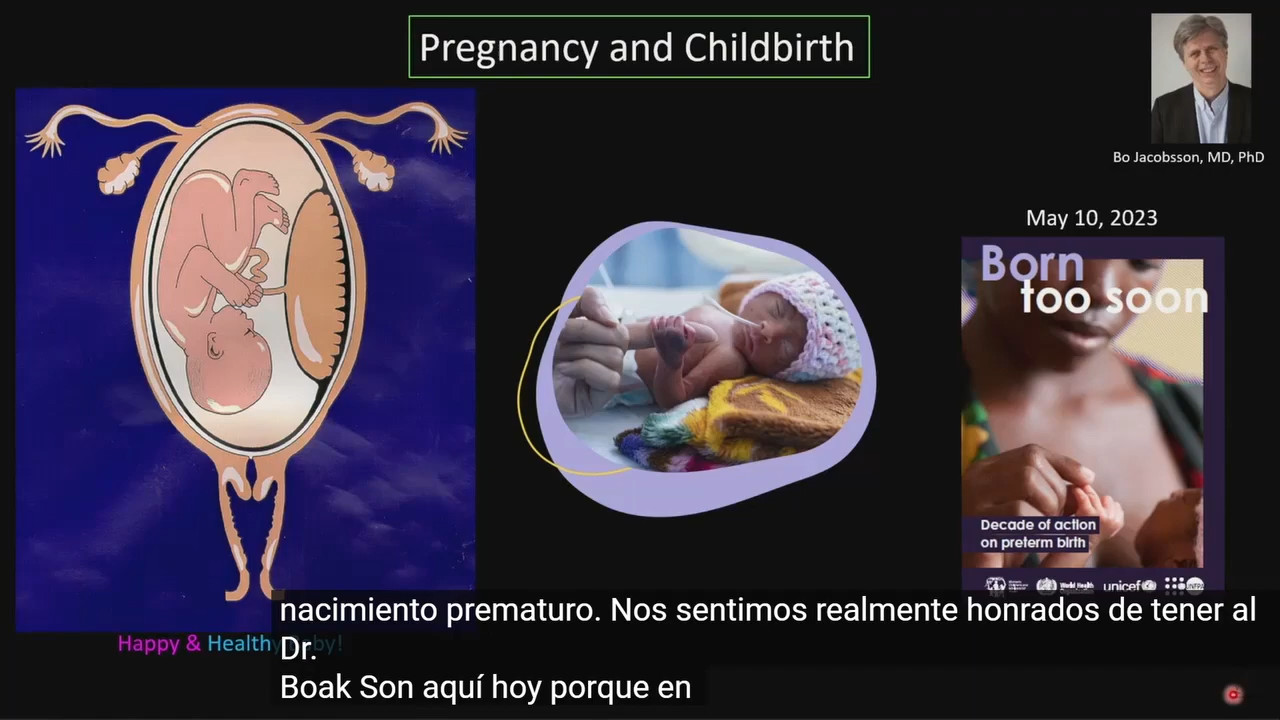 Pregnancy and Childbirth
Bo Jacobsson, MD, PhD
May 10, 2023
Born
too soon
Decade of action
on preterm birth
World Health
unicef
Happy & Healthy
nacimiento prematuro. Nos sentimos realmente honrados de tener al
Dr.
Boak Son aquí hoy porque en